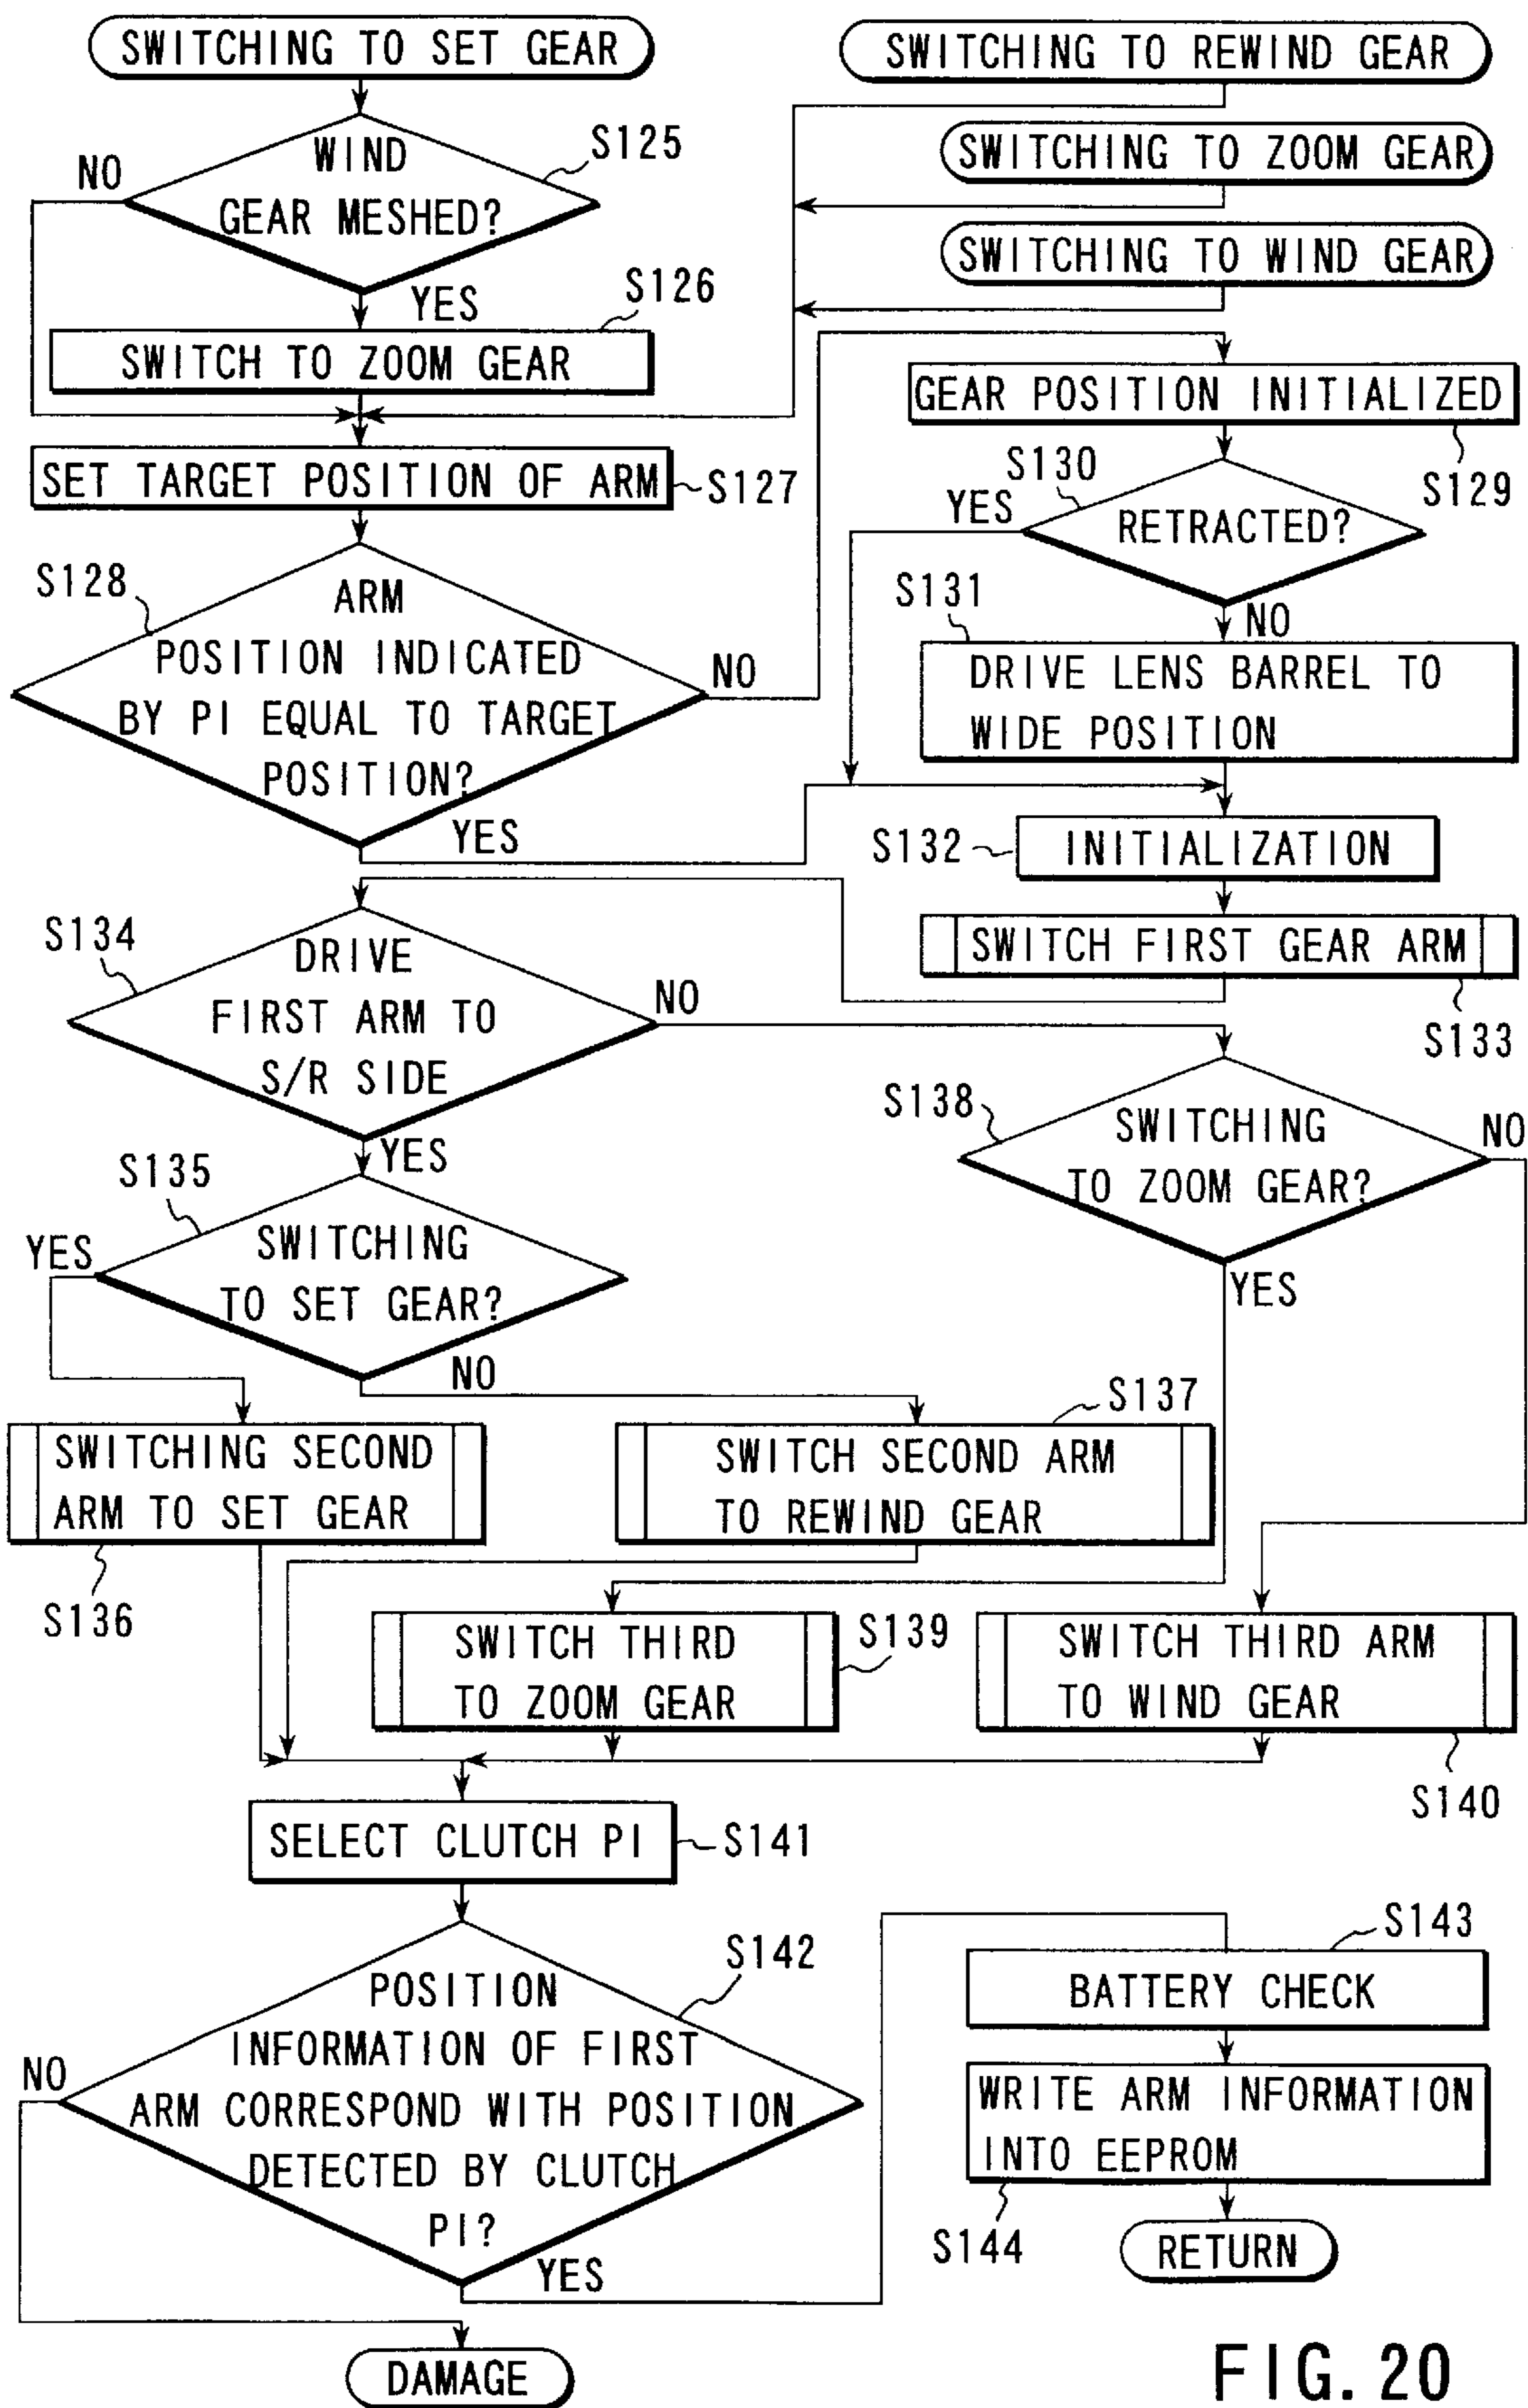 SWITCHING TO SET GEAR
SWITCHING TO REWIND GEAR
SWITCHING TO ZOOM GEAR
SWITCHING TO WIND GEAR
WIND
GEAR MESHED?
S125
NO
YES
S126
SWITCH TO ZOOM GEAR
SET TARGET POSITION OF ARM
S127
S128
ARM
POSITION INDICATED
BY PI EQUAL TO TARGET
POSITION?
NO
YES
GEAR POSITION INITIALIZED
S129
S130
YES
RETRACTED?
NO
S131
DRIVE LENS BARREL TO
WIDE POSITION
S132
INITIALIZATION
SWITCH FIRST GEAR ARM
S133
S134
DRIVE
FIRST ARM TO
S/R SIDE
NO
YES
S135
YES
SWITCHING
TO SET GEAR?
NO
S138
SWITCHING
TO ZOOM GEAR?
NO
YES
SWITCHING SECOND
ARM TO SET GEAR
S136
S137
SWITCH SECOND ARM
TO REWIND GEAR
SWITCH THIRD
TO ZOOM GEAR
S139
SWITCH THIRD ARM
TO WIND GEAR
S140
SELECT CLUTCH PI
S141
S142
POSITION
INFORMATION OF FIRST
ARM CORRESPOND WITH POSITION
DETECTED BY CLUTCH
PI?
NO
YES
S143
BATTERY CHECK
WRITE ARM INFORMATION
INTO EEPROM
S144
RETURN
DAMAGE
FIG. 20